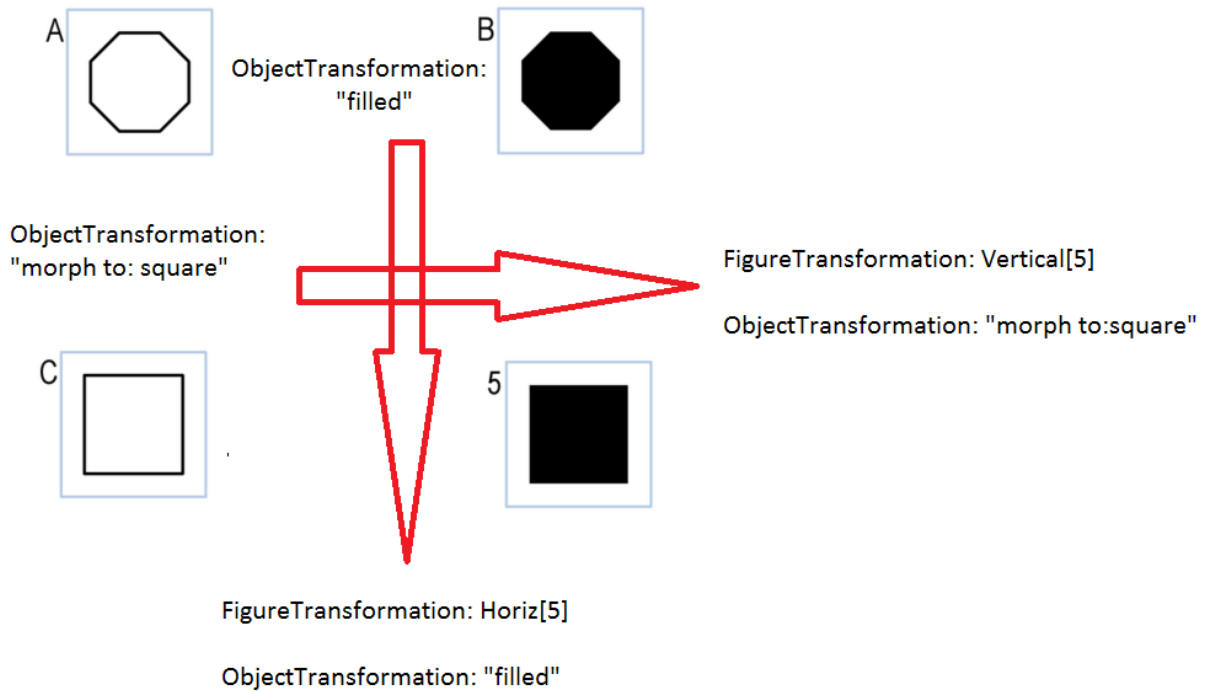 A
B
ObjectTransformation:
"filled"
ObjectTransformation:
"morph to: square"
FigureTransformation: Vertical[5]
ObjectTransformation: "morph to:square"
C
5
FigureTransformation: Horiz[5]
ObjectTransformation: "filled"